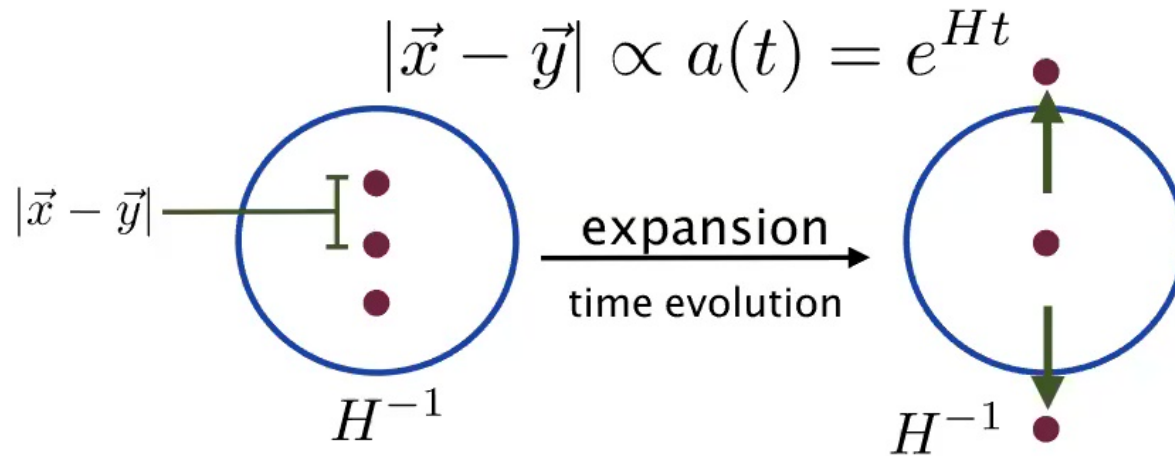 |x⃗ − y⃗| ∝ a(t) = e^{Ht}
|x⃗ − y⃗|
expansion
time evolution
H^{-1}
H^{-1}